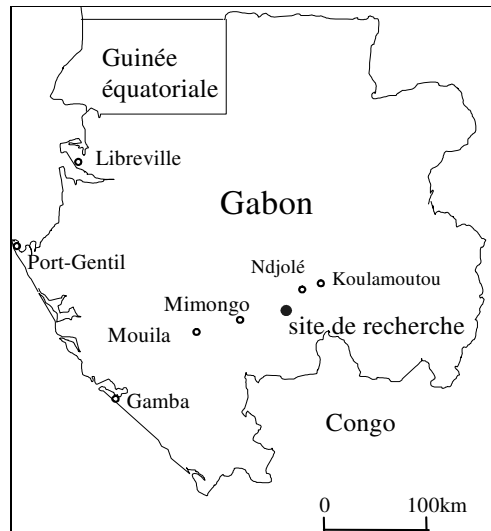 Guinée
équatoriale
Libreville
Gabon
Port-Gentil
Ndjolé
Koulamoutou
Mimongo
Mouila
site de recherche
Gamba
Congo
0
100km